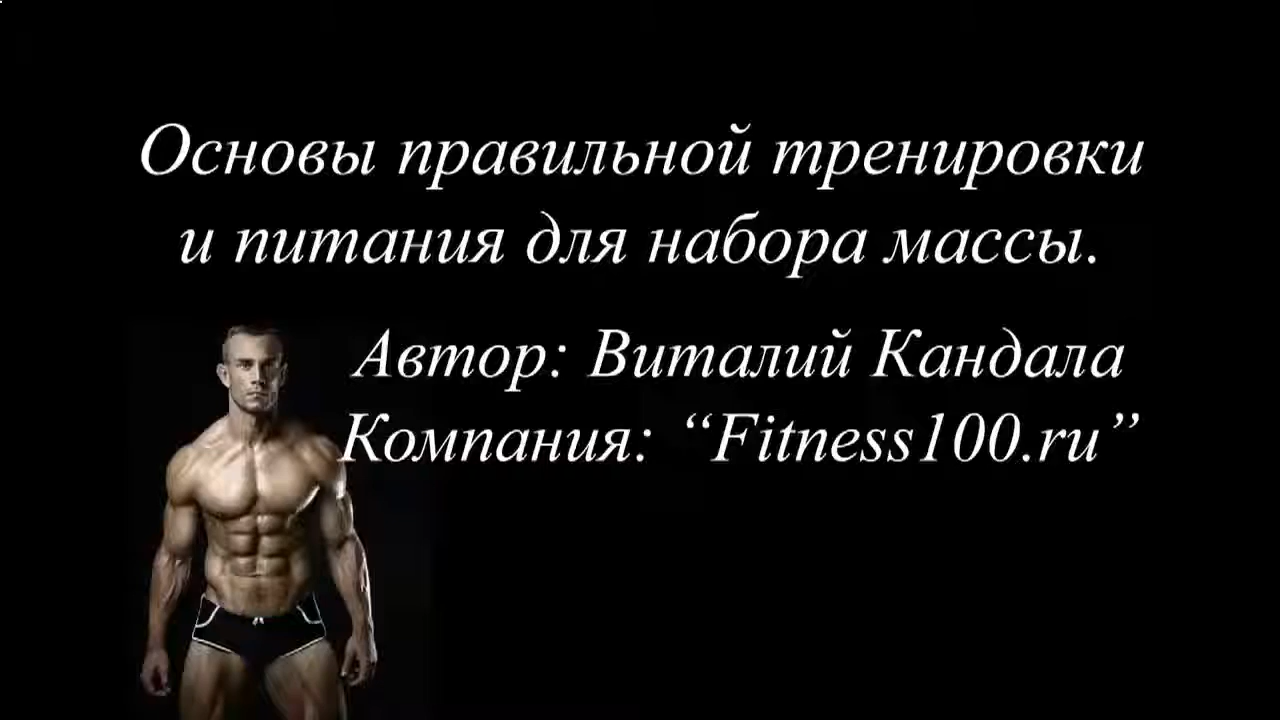 Основы правильной тренировки
и питания для набора массы.
Автор: Виталий Кандала
Компания: “Fitness100.ru”